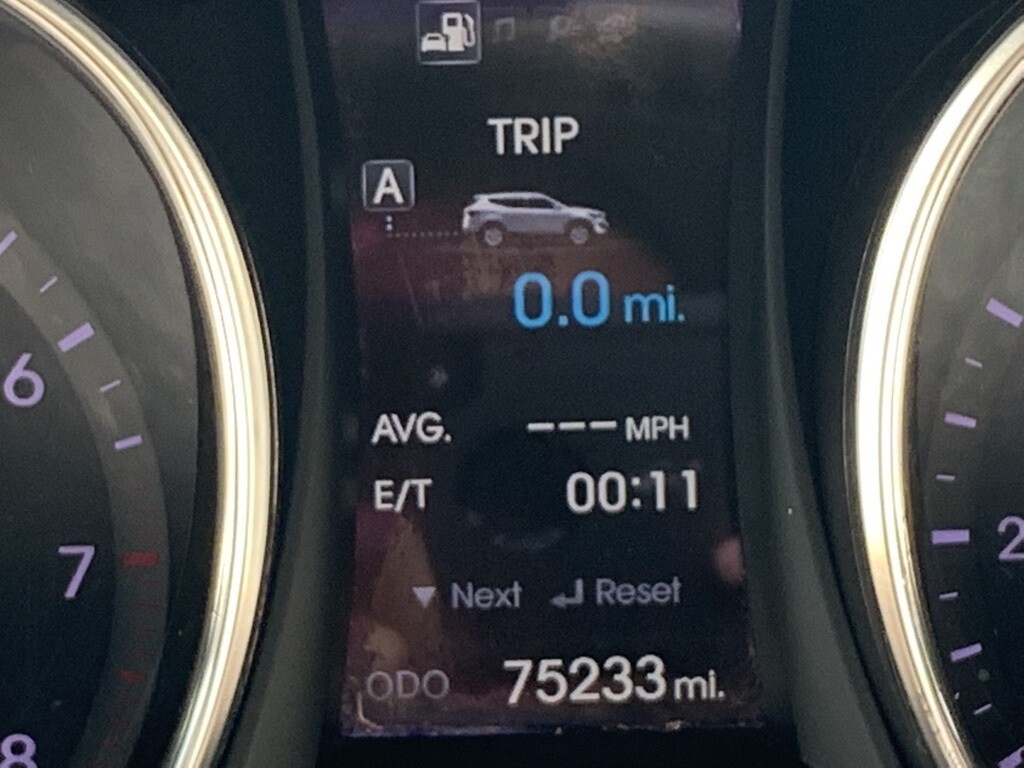 TRIP
A
0.0 mi.
AVG. --- MPH
E/T 00:11
▼ Next ↵ Reset
ODO 75233 mi.
6
7
8
2